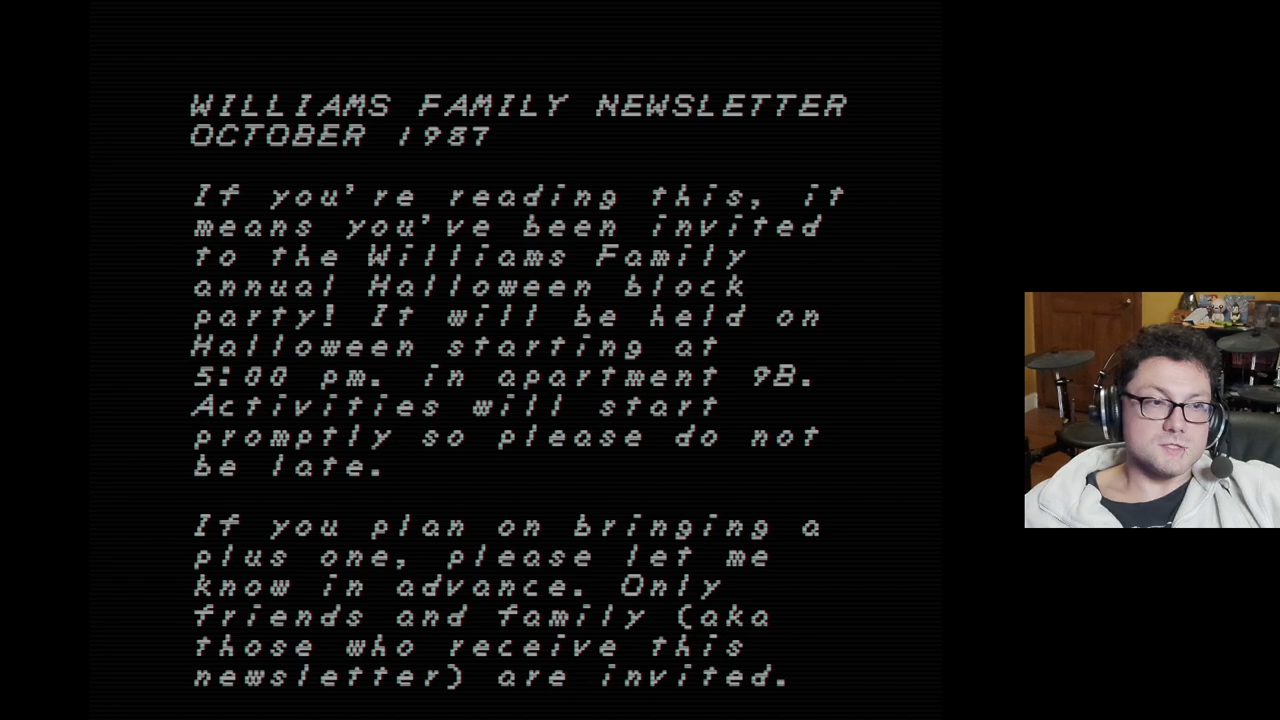 WILLIAMS FAMILY NEWSLETTER
OCTOBER 1987
If you're reading this, it
means you've been invited
to the Williams Family
annual Halloween block
party! It will be held on
Halloween starting at
5:00 pm. in apartment 9B.
Activities will start
promptly so please do not
be late.
If you plan on bringing a
plus one, please let me
know in advance. Only
friends and family (aka
those who receive this
newsletter) are invited.